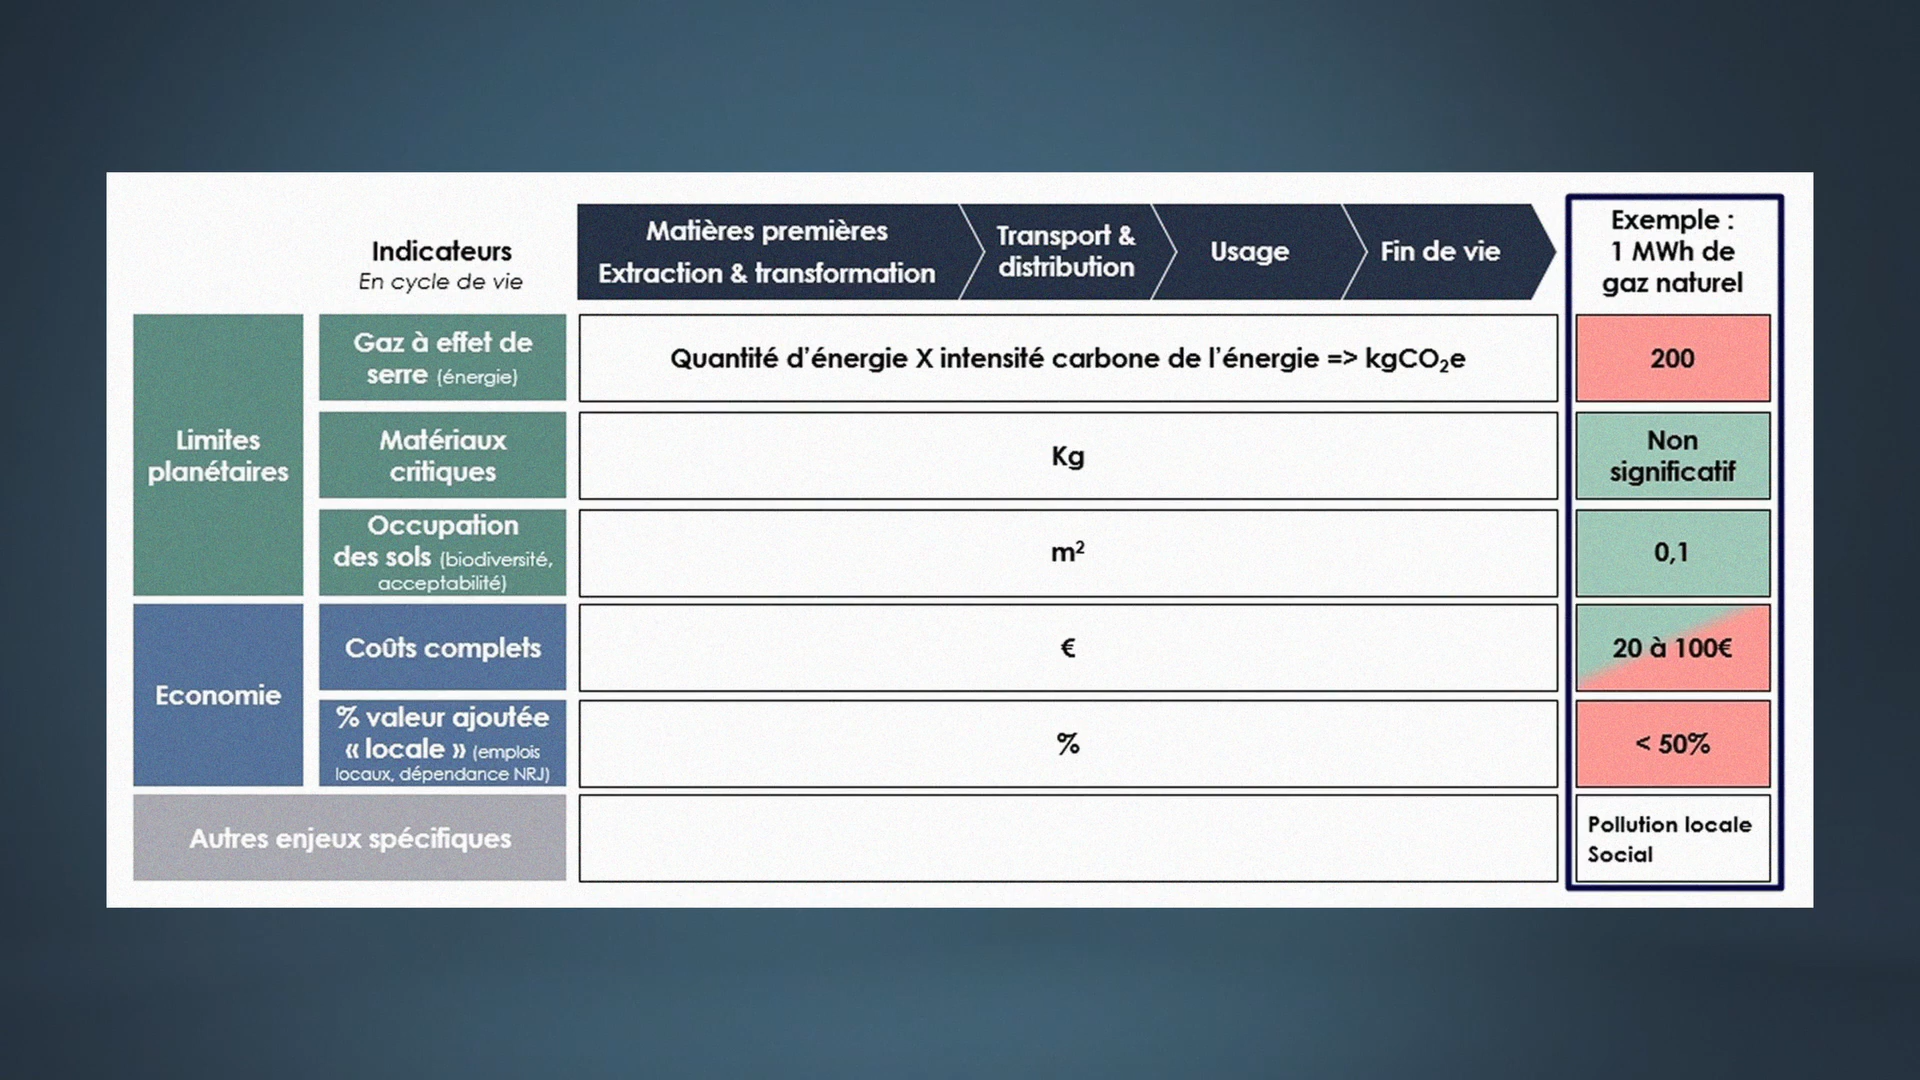 Indicateurs
En cycle de vie
Matières premières
Extraction & transformation
Transport &
distribution
Usage
Fin de vie
Exemple :
1 MWh de
gaz naturel
Limites
planétaires
Gaz à effet de
serre (énergie)
Quantité d’énergie X intensité carbone de l’énergie => kgCO₂e
200
Matériaux
critiques
Kg
Non
significatif
Occupation
des sols (biodiversité,
acceptabilité)
m²
0,1
Economie
Coûts complets
€
20 à 100€
% valeur ajoutée
« locale » (emplois
locaux, dépendance NRJ)
%
< 50%
Autres enjeux spécifiques
Pollution locale
Social